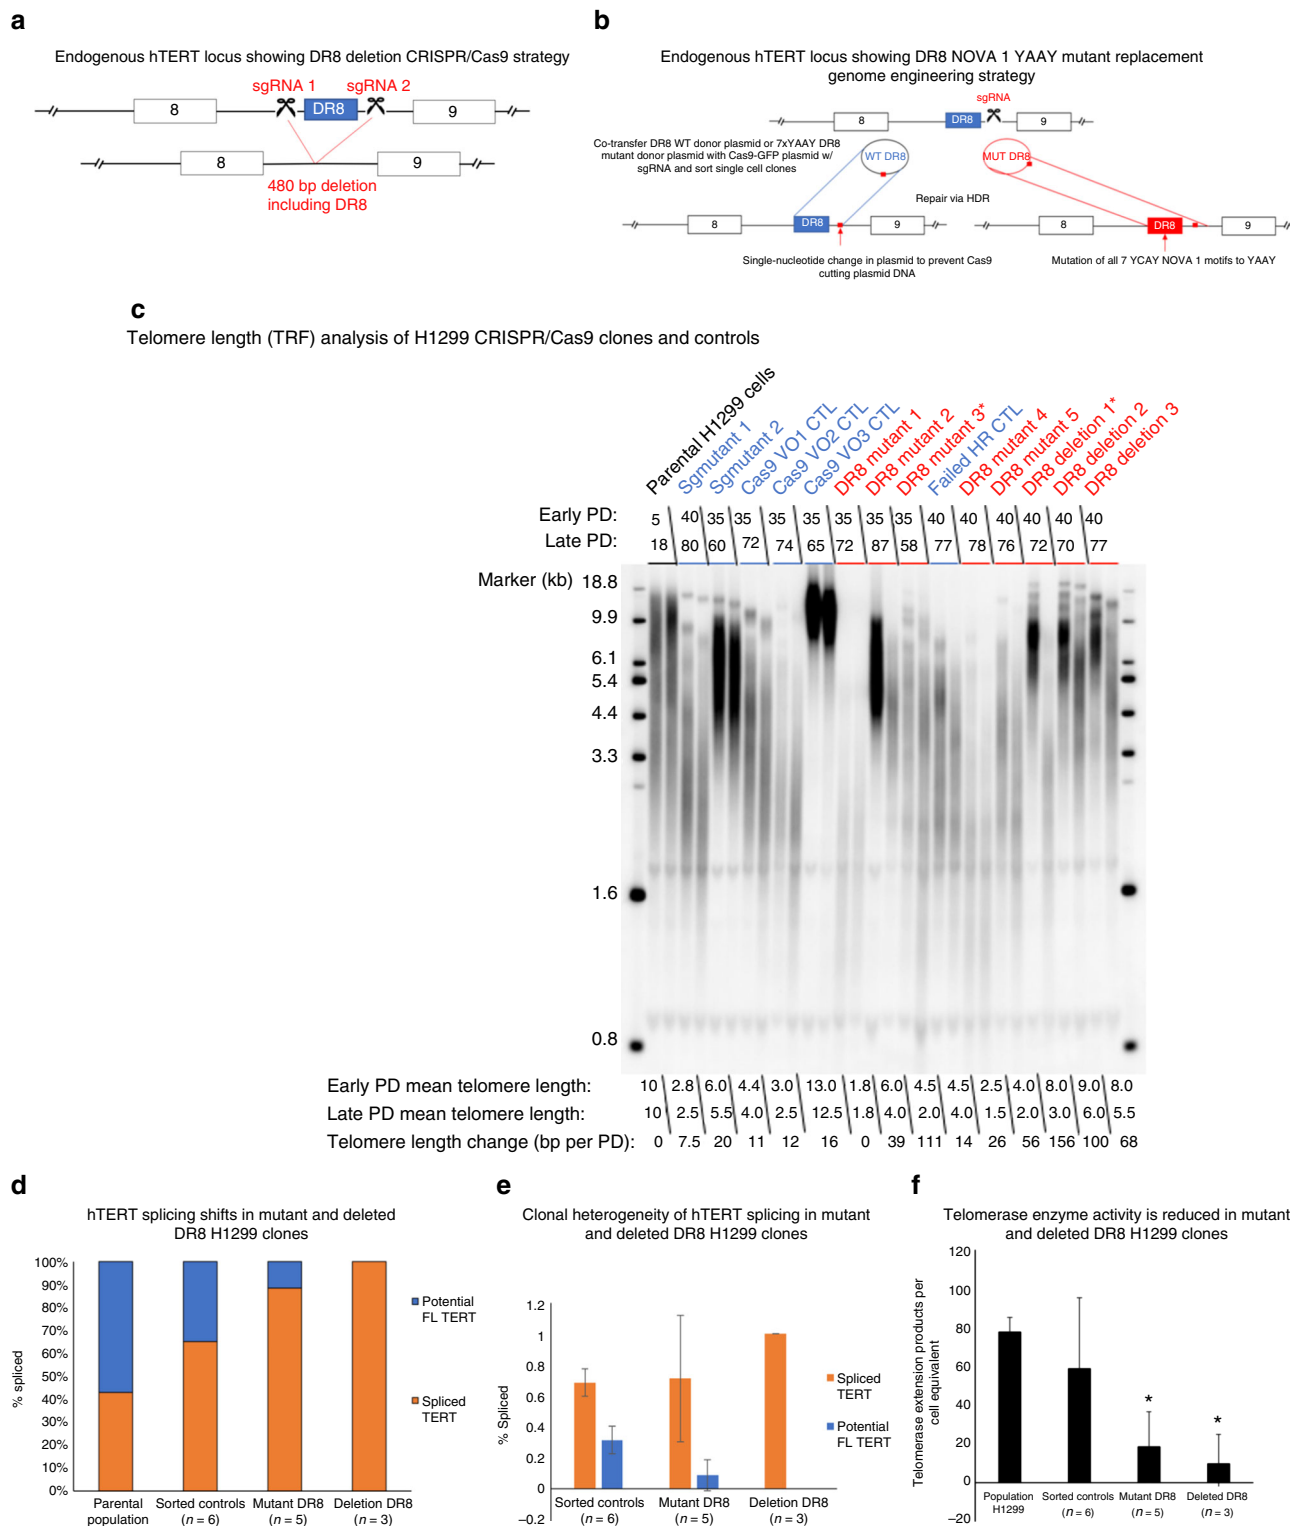 a
Endogenous hTERT locus showing DR8 deletion CRISPR/Cas9 strategy
sgRNA 1
sgRNA 2
8
DR8
9
8
9
480 bp deletion
including DR8
b
Endogenous hTERT locus showing DR8 NOVA 1 YAAY mutant replacement
genome engineering strategy
sgRNA
8
DR8
9
Co-transfer DR8 WT donor plasmid or 7xYAAY DR8
mutant donor plasmid with Cas9-GFP plasmid w/
sgRNA and sort single cell clones
WT DR8
MUT DR8
Repair via HDR
8
DR8
9
8
DR8
9
Single-nucleotide change in plasmid to prevent Cas9
cutting plasmid DNA
Mutation of all 7 YCAY NOVA 1 motifs to YAAY
c
Telomere length (TRF) analysis of H1299 CRISPR/Cas9 clones and controls
Parental H1299 cells
Sgmutant 1
Sgmutant 2
Cas9 VO1 CTL
Cas9 VO2 CTL
Cas9 VO3 CTL
DR8 mutant 1
DR8 mutant 2
DR8 mutant 3*
Failed HR CTL
DR8 mutant 4
DR8 mutant 5
DR8 deletion 1*
DR8 deletion 2
DR8 deletion 3
Early PD: 5 40 35 35 35 35 35 35 35 40 40 40 40 40 40
Late PD: 18 80 60 72 74 65 72 87 58 77 78 76 72 70 77
Marker (kb) 18.8
9.9
6.1
5.4
4.4
3.3
1.6
0.8
Early PD mean telomere length: 10 2.8 6.0 4.4 3.0 13.0 1.8 6.0 4.5 4.5 2.5 4.0 8.0 9.0 8.0
Late PD mean telomere length: 10 2.5 5.5 4.0 2.5 12.5 1.8 4.0 2.0 4.0 1.5 2.0 3.0 6.0 5.5
Telomere length change (bp per PD): 0 7.5 20 11 12 16 0 39 111 14 26 56 156 100 68
d
hTERT splicing shifts in mutant and deleted
DR8 H1299 clones
% spliced
100%
90%
80%
70%
60%
50%
40%
30%
20%
10%
0%
Potential
FL TERT
Spliced
TERT
Parental
population
Sorted controls
(n = 6)
Mutant DR8
(n = 5)
Deletion DR8
(n = 3)
e
Clonal heterogeneity of hTERT splicing in mutant
and deleted DR8 H1299 clones
% Spliced
1.2
1
0.8
0.6
0.4
0.2
0
–0.2
Spliced
TERT
Potential
FL TERT
Sorted controls
(n = 6)
Mutant DR8
(n = 5)
Deletion DR8
(n = 3)
f
Telomerase enzyme activity is reduced in mutant
and deleted DR8 H1299 clones
Telomerase extension products per
cell equivalent
120
100
80
60
40
20
0
–20
*
*
Population
H1299
Sorted controls
(n = 6)
Mutant DR8
(n = 5)
Deleted DR8
(n = 3)